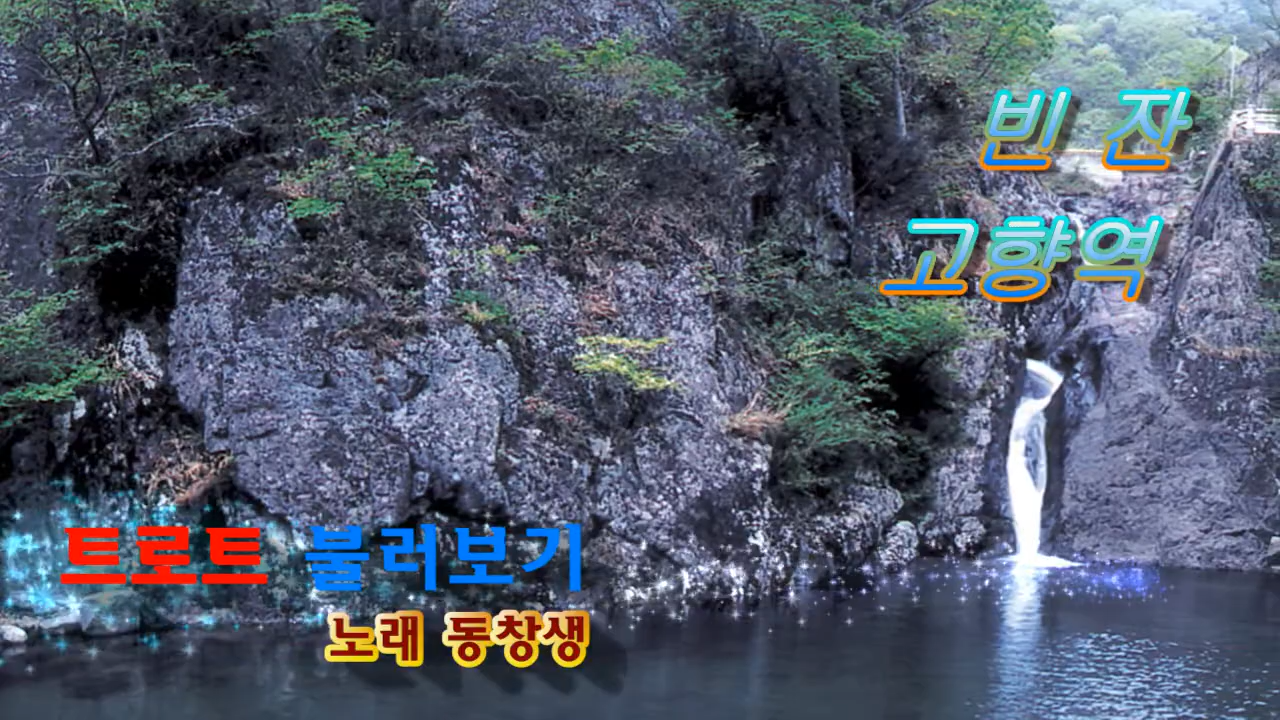 빈 잔
고향역
트로트 불러보기
노래 동창생